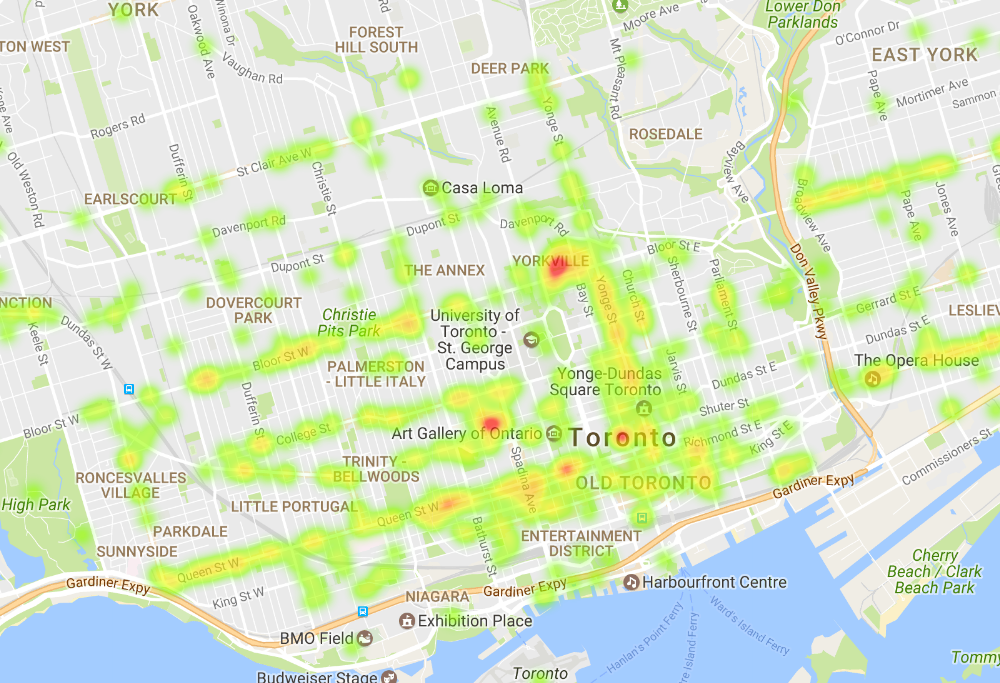 YORK
TON WEST
Oakwood Av
Winona Dr
Vaughan Rd
FOREST
HILL SOUTH
DEER PARK
Moore Ave
Mt Pleasant Rd
Lower Don
Parklands
O'Connor Dr
EAST YORK
Pape Ave
Mortimer Ave
Sammon
Rogers Rd
Old Weston Rd
Dufferin St
St Clair Ave W
Christie St
Avenue Rd
Yonge St
ROSEDALE
Bayview Ave
EARLSCOURT
Casa Loma
Broadview Ave
Pape Ave
Jones Ave
Davenport Rd
Dupont St
Davenport Rd
Bloor St E
Dupont St
THE ANNEX
YORKVILLE
Bay St
Yonge St
Church St
Sherbourne St
Parliament St
Don Valley Pkwy
Gerrard St E
NCTION
DOVERCOURT
PARK
Christie
Pits Park
University of
Toronto -
St. George
Campus
LESLIEV
Keele St
Dundas St W
Bloor St W
PALMERSTON
- LITTLE ITALY
Yonge-Dundas
Square Toronto
Jarvis St
Dundas St E
Dundas St E
The Opera House
Bloor St W
Dufferin St
College St
Art Gallery of Ontario
Toronto
Shuter St
Richmond St E
King St E
Commissioners St
TRINITY -
BELLWOODS
Spadina Ave
RONCESVALLES
VILLAGE
OLD TORONTO
Gardiner Expy
High Park
LITTLE PORTUGAL
Queen St W
PARKDALE
SUNNYSIDE
Bathurst St
ENTERTAINMENT
DISTRICT
Queen St W
Gardiner Expy
King St W
NIAGARA
Gardiner Expy
Harbourfront Centre
Cherry
Beach / Clark
Beach Park
Exhibition Place
BMO Field
Hanlan's Point Ferry
Ward's Island Ferry
Budweiser Stage
Toronto
Tommy